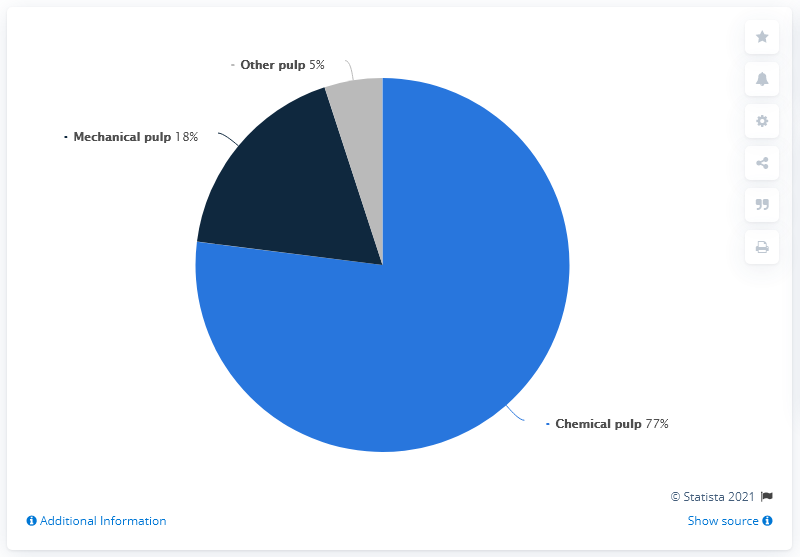 Other pulp 5%
Mechanical pulp 18%
Chemical pulp 77%
© Statista 2021
Additional Information
Show source